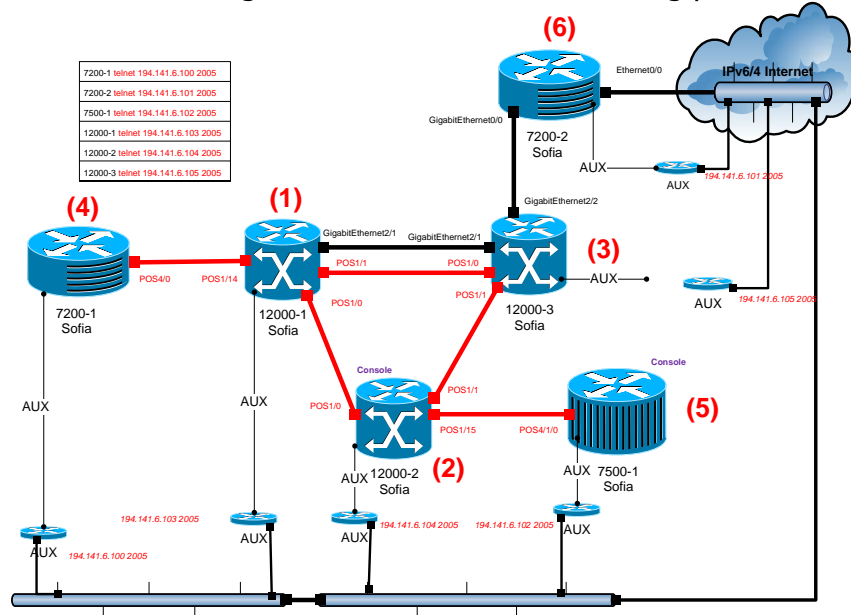 (6)
7200-1 telnet 194.141.6.100 2005
7200-2 telnet 194.141.6.101 2005
7500-1 telnet 194.141.6.102 2005
12000-1 telnet 194.141.6.103 2005
12000-2 telnet 194.141.6.104 2005
12000-3 telnet 194.141.6.105 2005
Ethernet0/0
IPv6/4 Internet
GigabitEthernet0/0
7200-2
Sofia
AUX
AUX
194.141.6.101 2005
(4)
(1)
GigabitEthernet2/2
GigabitEthernet2/1
GigabitEthernet2/1
(3)
POS1/1
POS1/0
POS4/0
POS1/14
POS1/1
AUX
AUX
194.141.6.105 2005
7200-1
Sofia
12000-1
Sofia
POS1/0
12000-3
Sofia
Console
Console
POS1/0
POS1/1
POS1/15
POS4/1/0
(5)
AUX
AUX
12000-2
Sofia
(2)
7500-1
Sofia
AUX
AUX
194.141.6.103 2005
194.141.6.104 2005
194.141.6.102 2005
AUX
AUX
AUX
AUX
194.141.6.100 2005